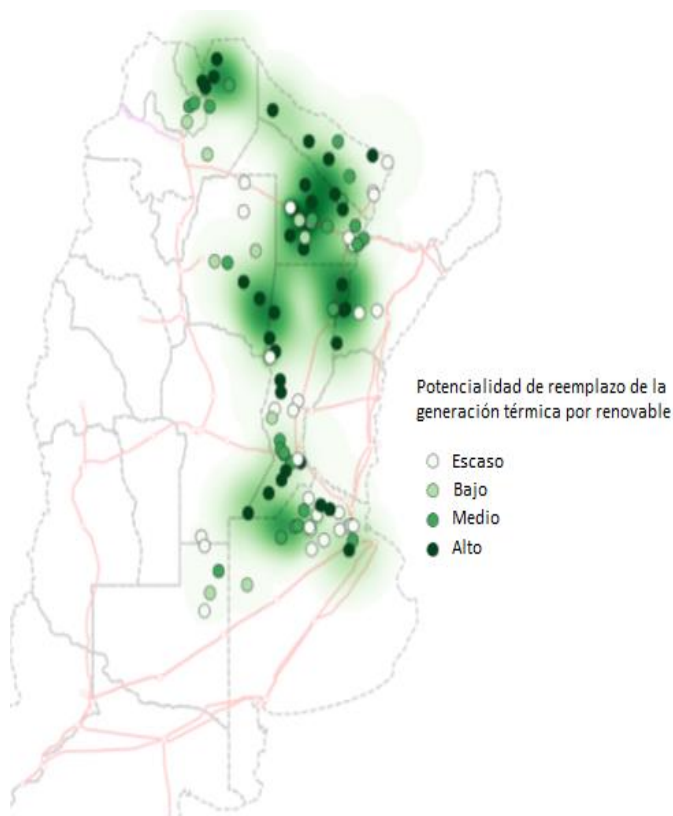 Potencialidad de reemplazo de la
generación térmica por renovable
Escaso
Bajo
Medio
Alto